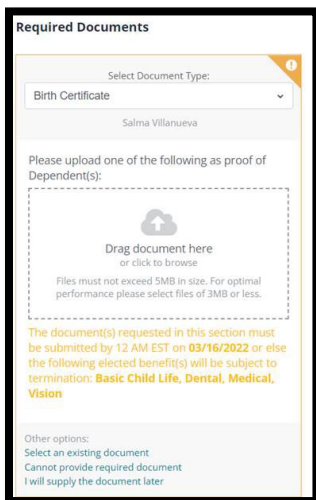 Required Documents
Select Document Type:
Birth Certificate
Salma Villanueva
Please upload one of the following as proof of
Dependent(s):
Drag document here
or click to browse
Files must not exceed 5MB in size. For optimal
performance please select files of 3MB or less.
The document(s) requested in this section must
be submitted by 12 AM EST on 03/16/2022 or else
the following elected benefit(s) will be subject to
termination: Basic Child Life, Dental, Medical,
Vision
Other options:
Select an existing document
Cannot provide required document
I will supply the document later